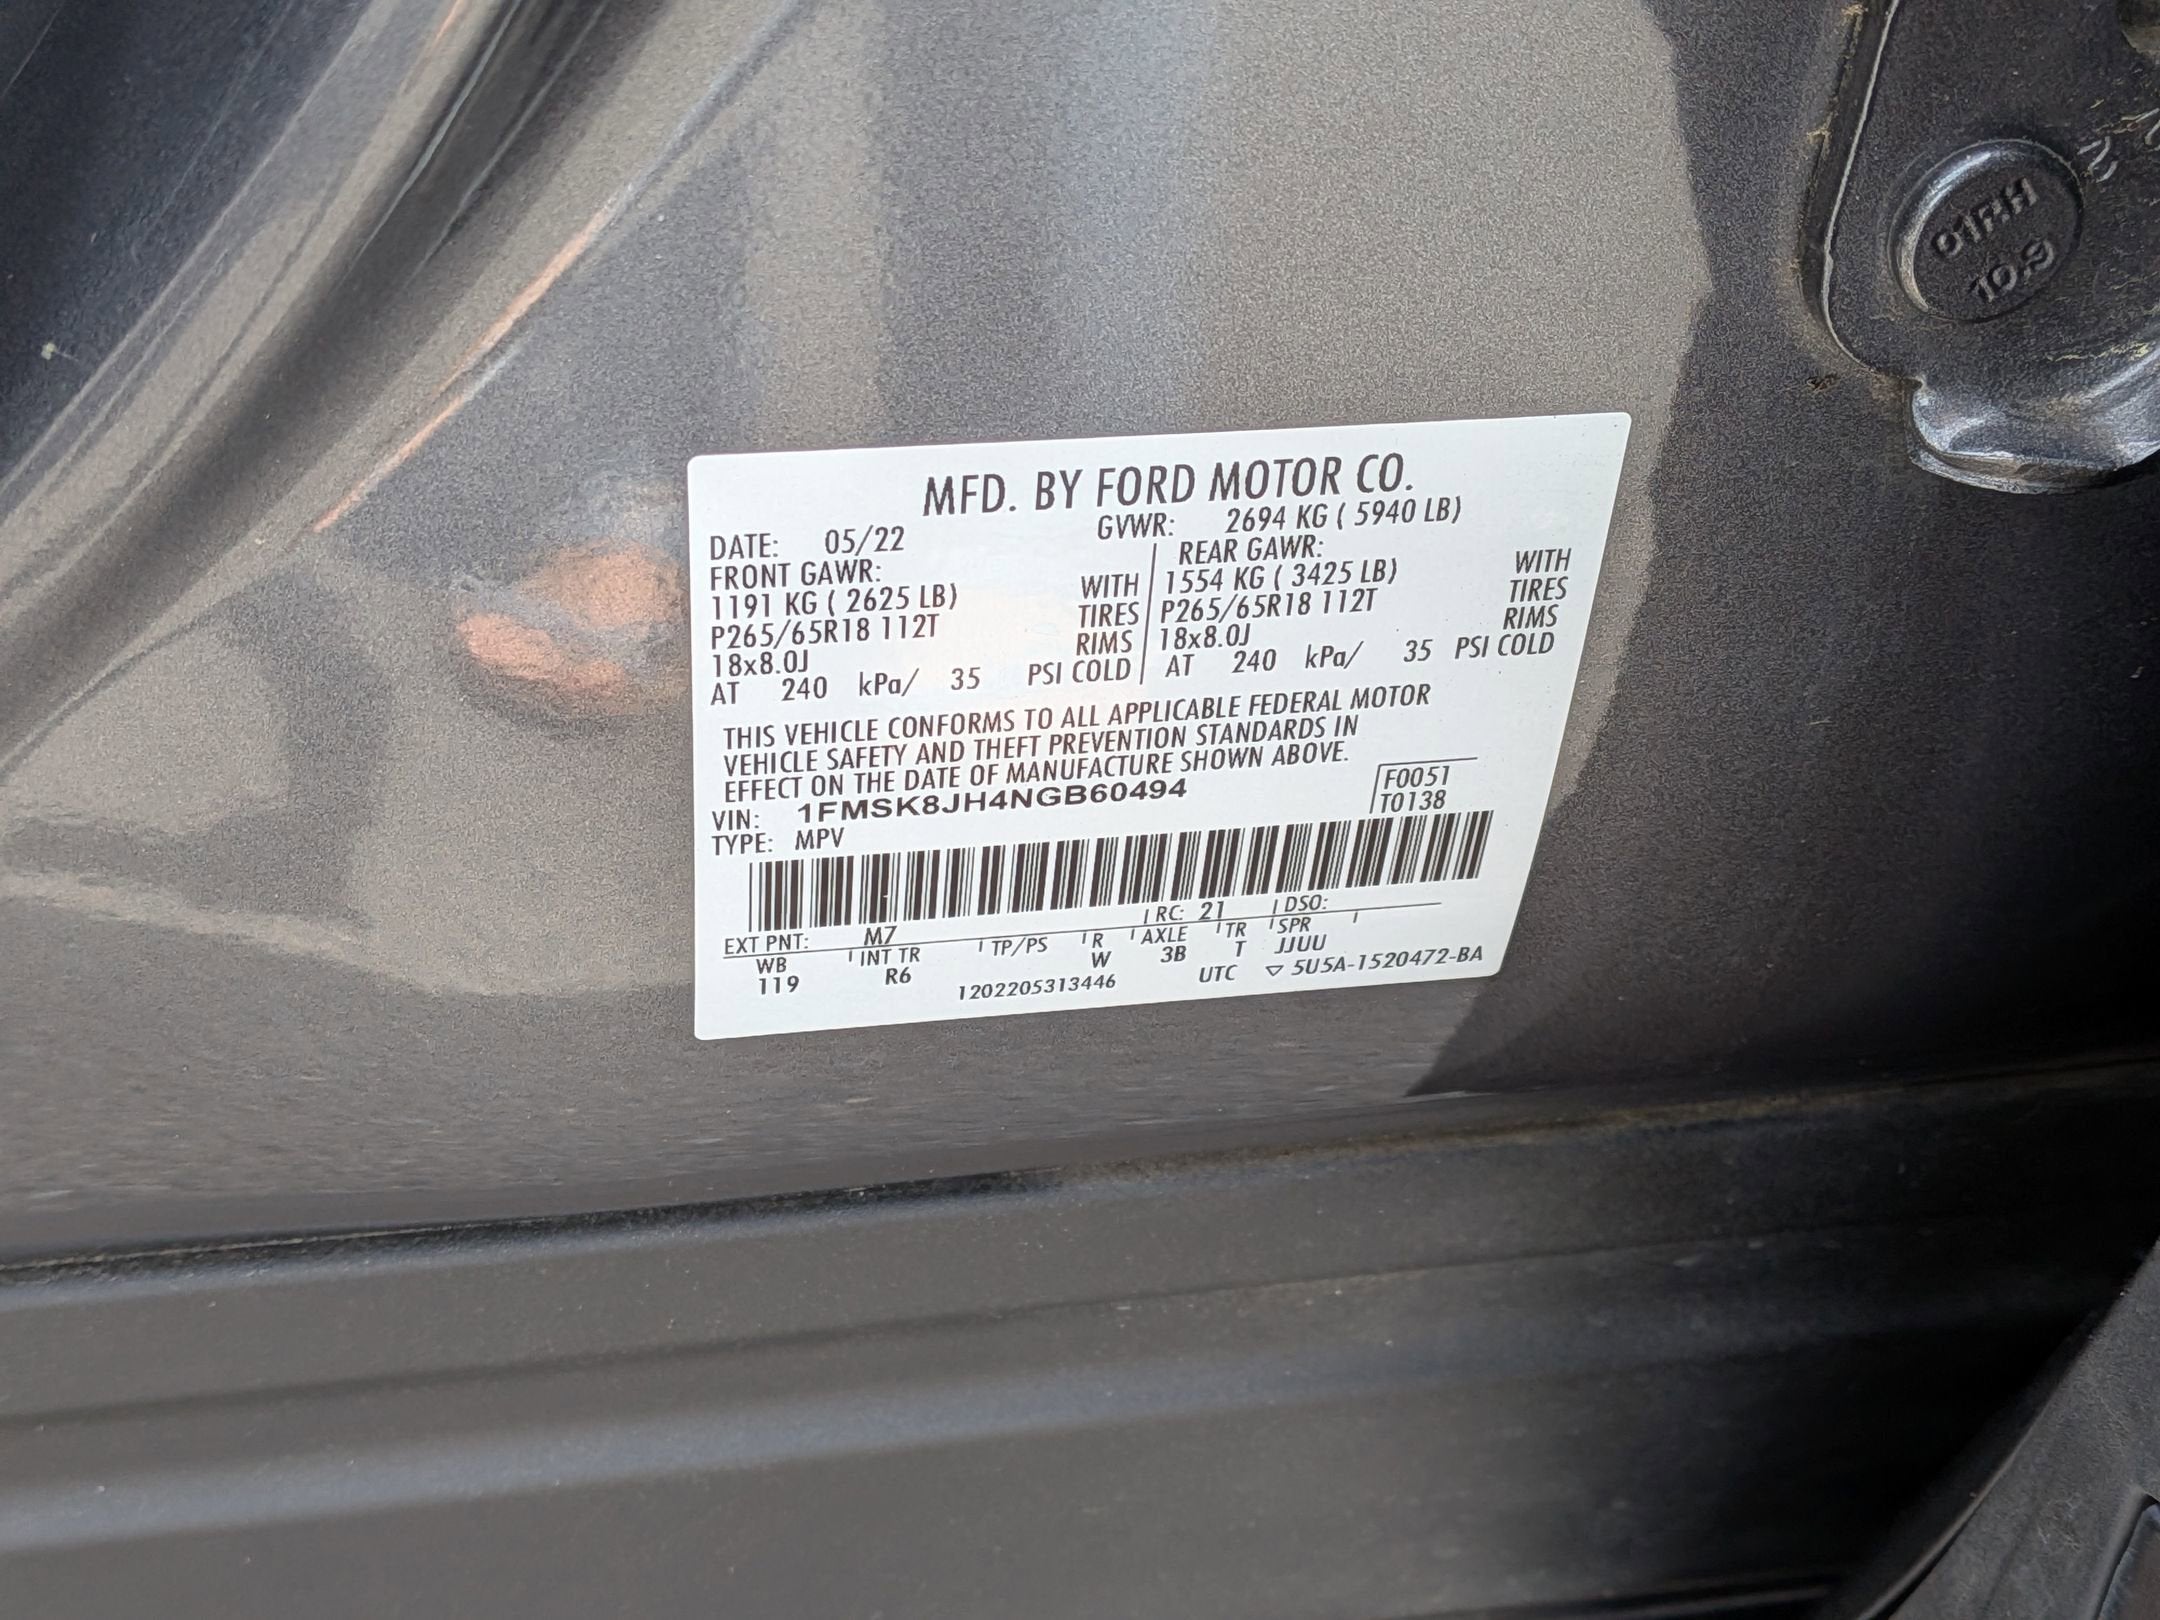 MFD. BY FORD MOTOR CO.
DATE: 05/22 GVWR: 2694 KG ( 5940 LB)
FRONT GAWR: REAR GAWR:
1191 KG ( 2625 LB) WITH 1554 KG ( 3425 LB) WITH
P265/65R18 112T TIRES P265/65R18 112T TIRES
18x8.0J RIMS 18x8.0J RIMS
AT 240 kPa/ 35 PSI COLD AT 240 kPa/ 35 PSI COLD
THIS VEHICLE CONFORMS TO ALL APPLICABLE FEDERAL MOTOR
VEHICLE SAFETY AND THEFT PREVENTION STANDARDS IN
EFFECT ON THE DATE OF MANUFACTURE SHOWN ABOVE.
VIN: 1FMSK8JH4NGB60494 F0051
TYPE: MPV T0138
EXT PNT: M7 RC: 21 DSO:
WB INT TR TP/PS R AXLE TR SPR
119 R6 W 3B T JJUU
1202205313446 UTC ▽ 5U5A-1520472-BA
10.9